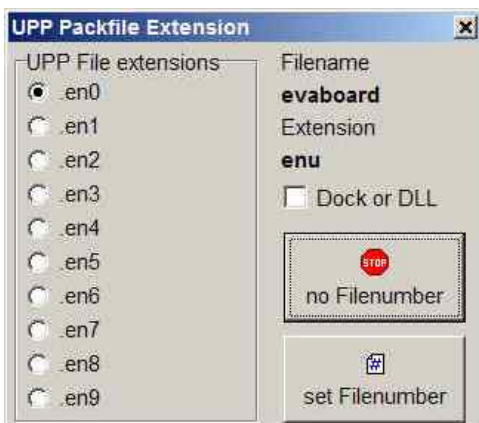 UPP Packfile Extension
UPP File extensions
.en0
.en1
.en2
.en3
.en4
.en5
.en6
.en7
.en8
.en9
Filename
evaboard
Extension
enu
Dock or DLL
STOP
no Filenumber
#
set Filenumber